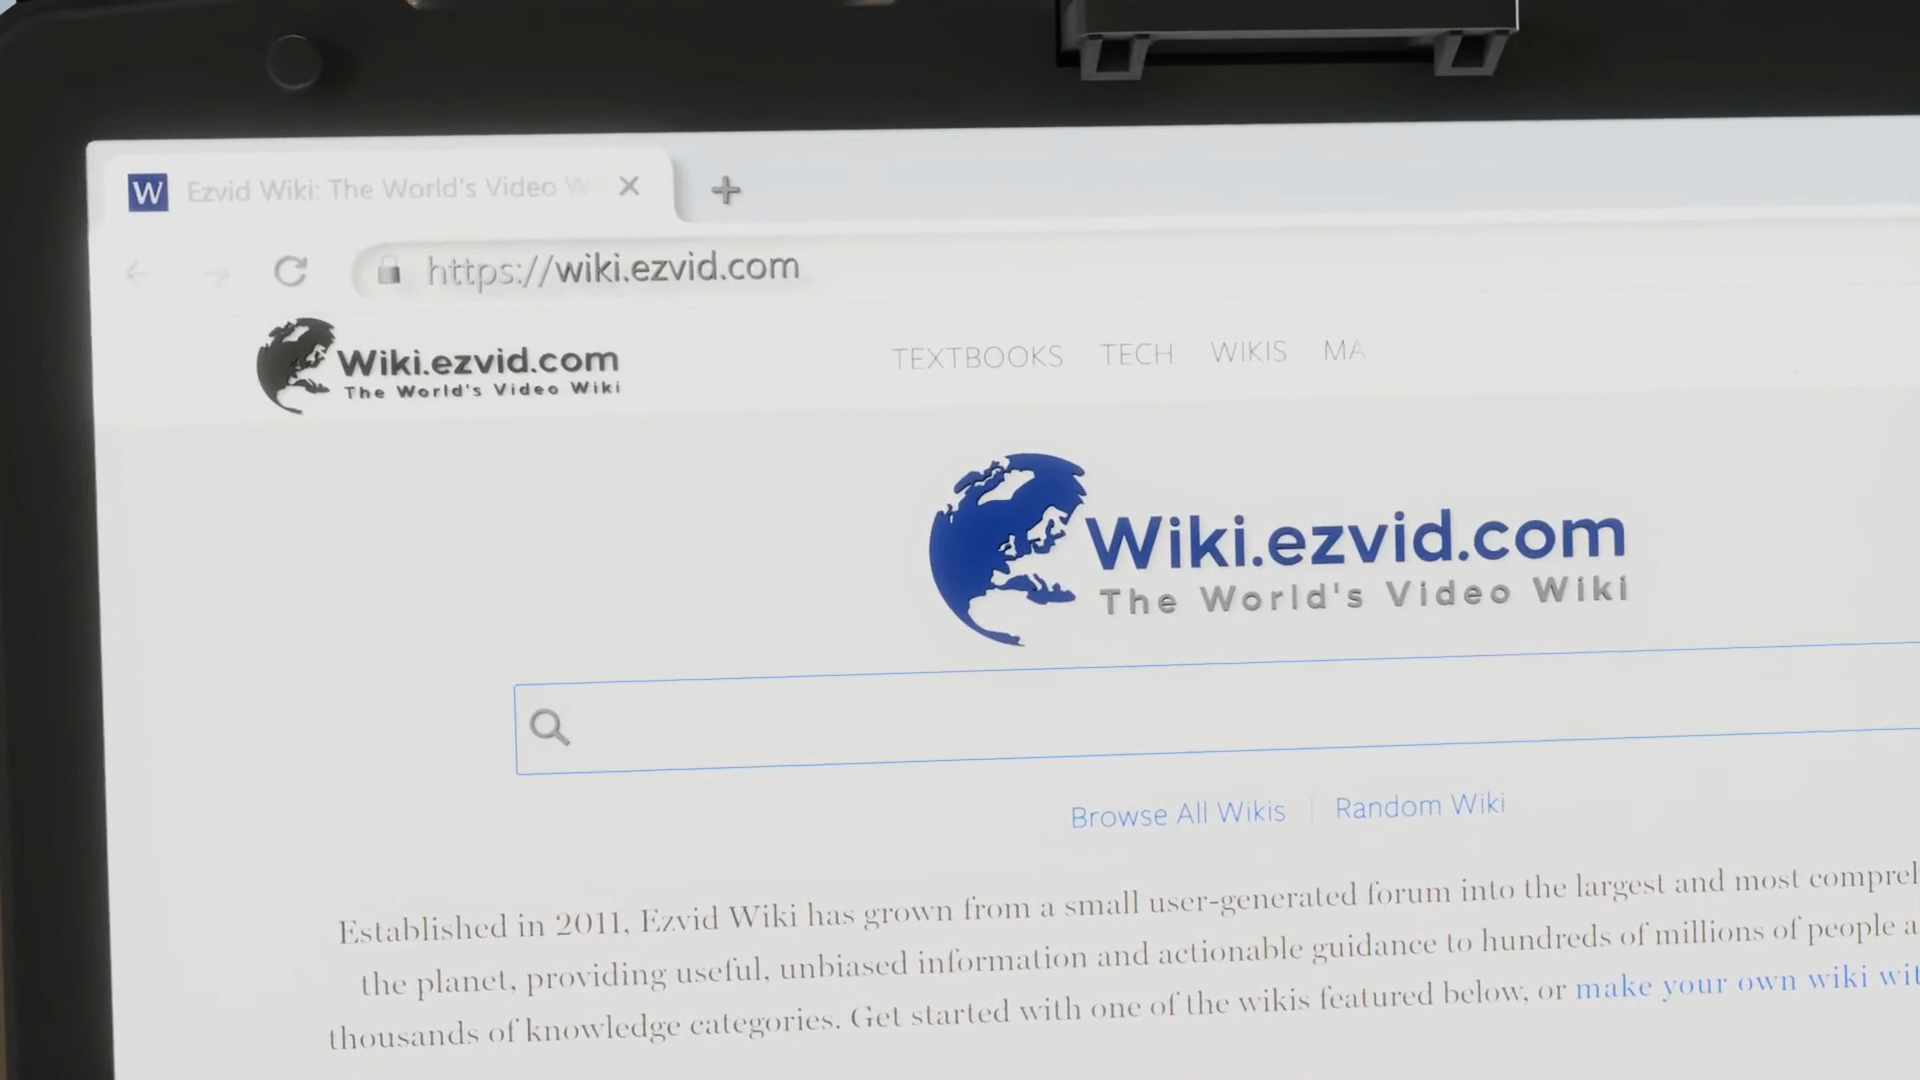 W Ezvid Wiki: The World's Video
https://wiki.ezvid.com
Wiki.ezvid.com
The World's Video Wiki
TEXTBOOKS TECH WIKIS MA
Wiki.ezvid.com
The World's Video Wiki
Browse All Wikis | Random Wiki
Established in 2011, Ezvid Wiki has grown from a small user-generated forum into the largest and most compreh
the planet, providing useful, unbiased information and actionable guidance to hundreds of millions of people a
thousands of knowledge categories. Get started with one of the wikis featured below, or make your own wiki wit